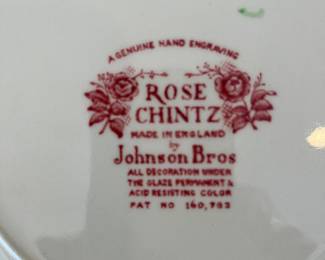 A GENUINE HAND ENGRAVING
ROSE
CHINTZ
MADE IN ENGLAND
by
Johnson Bros
ALL DECORATION UNDER
THE GLAZE PERMANENT &
ACID RESISTING COLOR
PAT NO 160,783